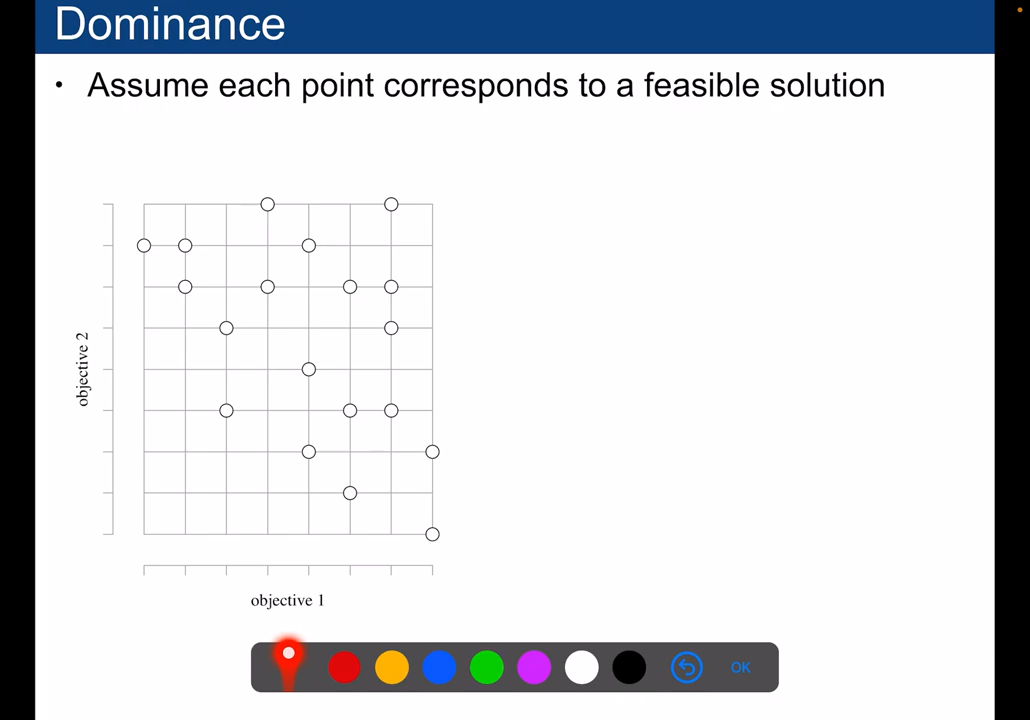 Dominance
• Assume each point corresponds to a feasible solution
objective 2
objective 1
OK